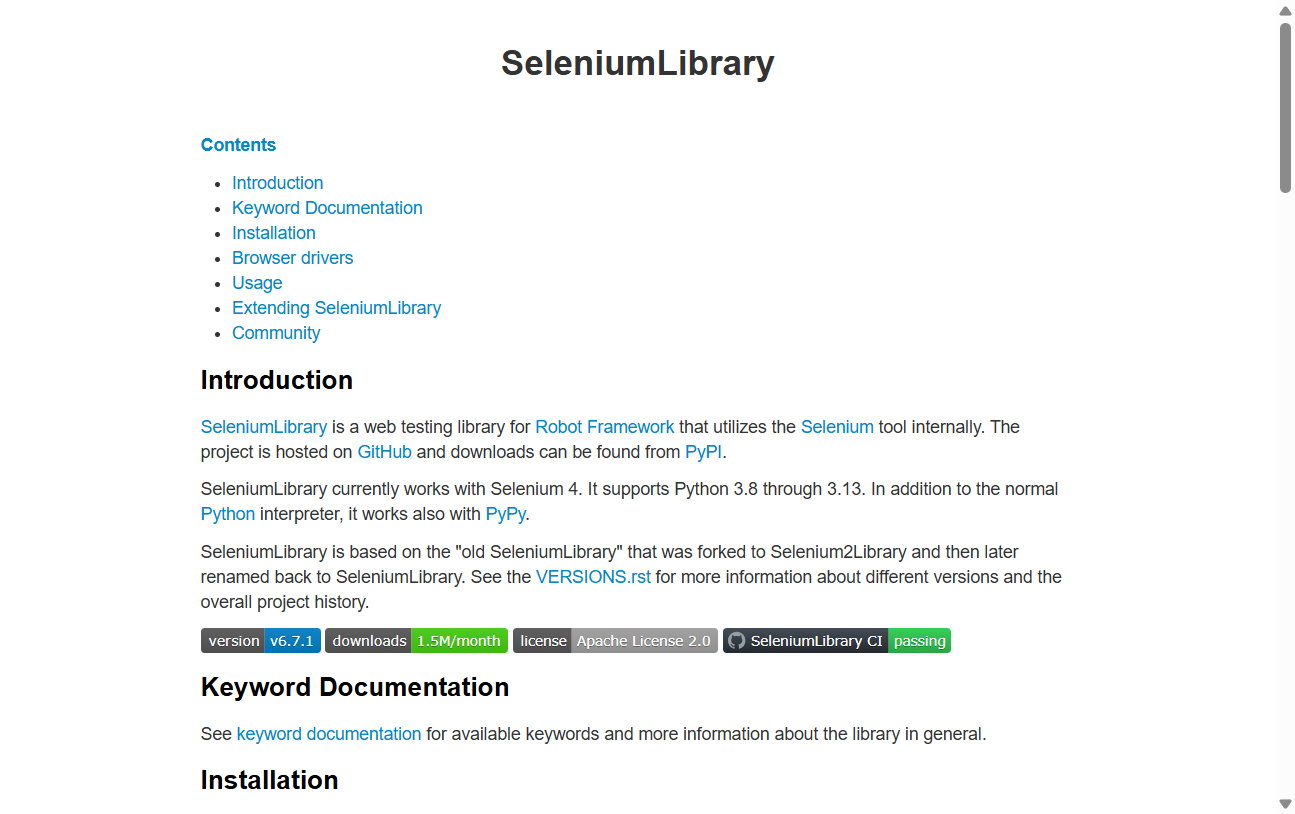 SeleniumLibrary
Contents
Introduction
Keyword Documentation
Installation
Browser drivers
Usage
Extending SeleniumLibrary
Community
Introduction
SeleniumLibrary is a web testing library for Robot Framework that utilizes the Selenium tool internally. The
project is hosted on GitHub and downloads can be found from PyPI.
SeleniumLibrary currently works with Selenium 4. It supports Python 3.8 through 3.13. In addition to the normal
Python interpreter, it works also with PyPy.
SeleniumLibrary is based on the "old SeleniumLibrary" that was forked to Selenium2Library and then later
renamed back to SeleniumLibrary. See the VERSIONS.rst for more information about different versions and the
overall project history.
version v6.7.1 downloads 1.5M/month license Apache License 2.0 SeleniumLibrary CI passing
Keyword Documentation
See keyword documentation for available keywords and more information about the library in general.
Installation